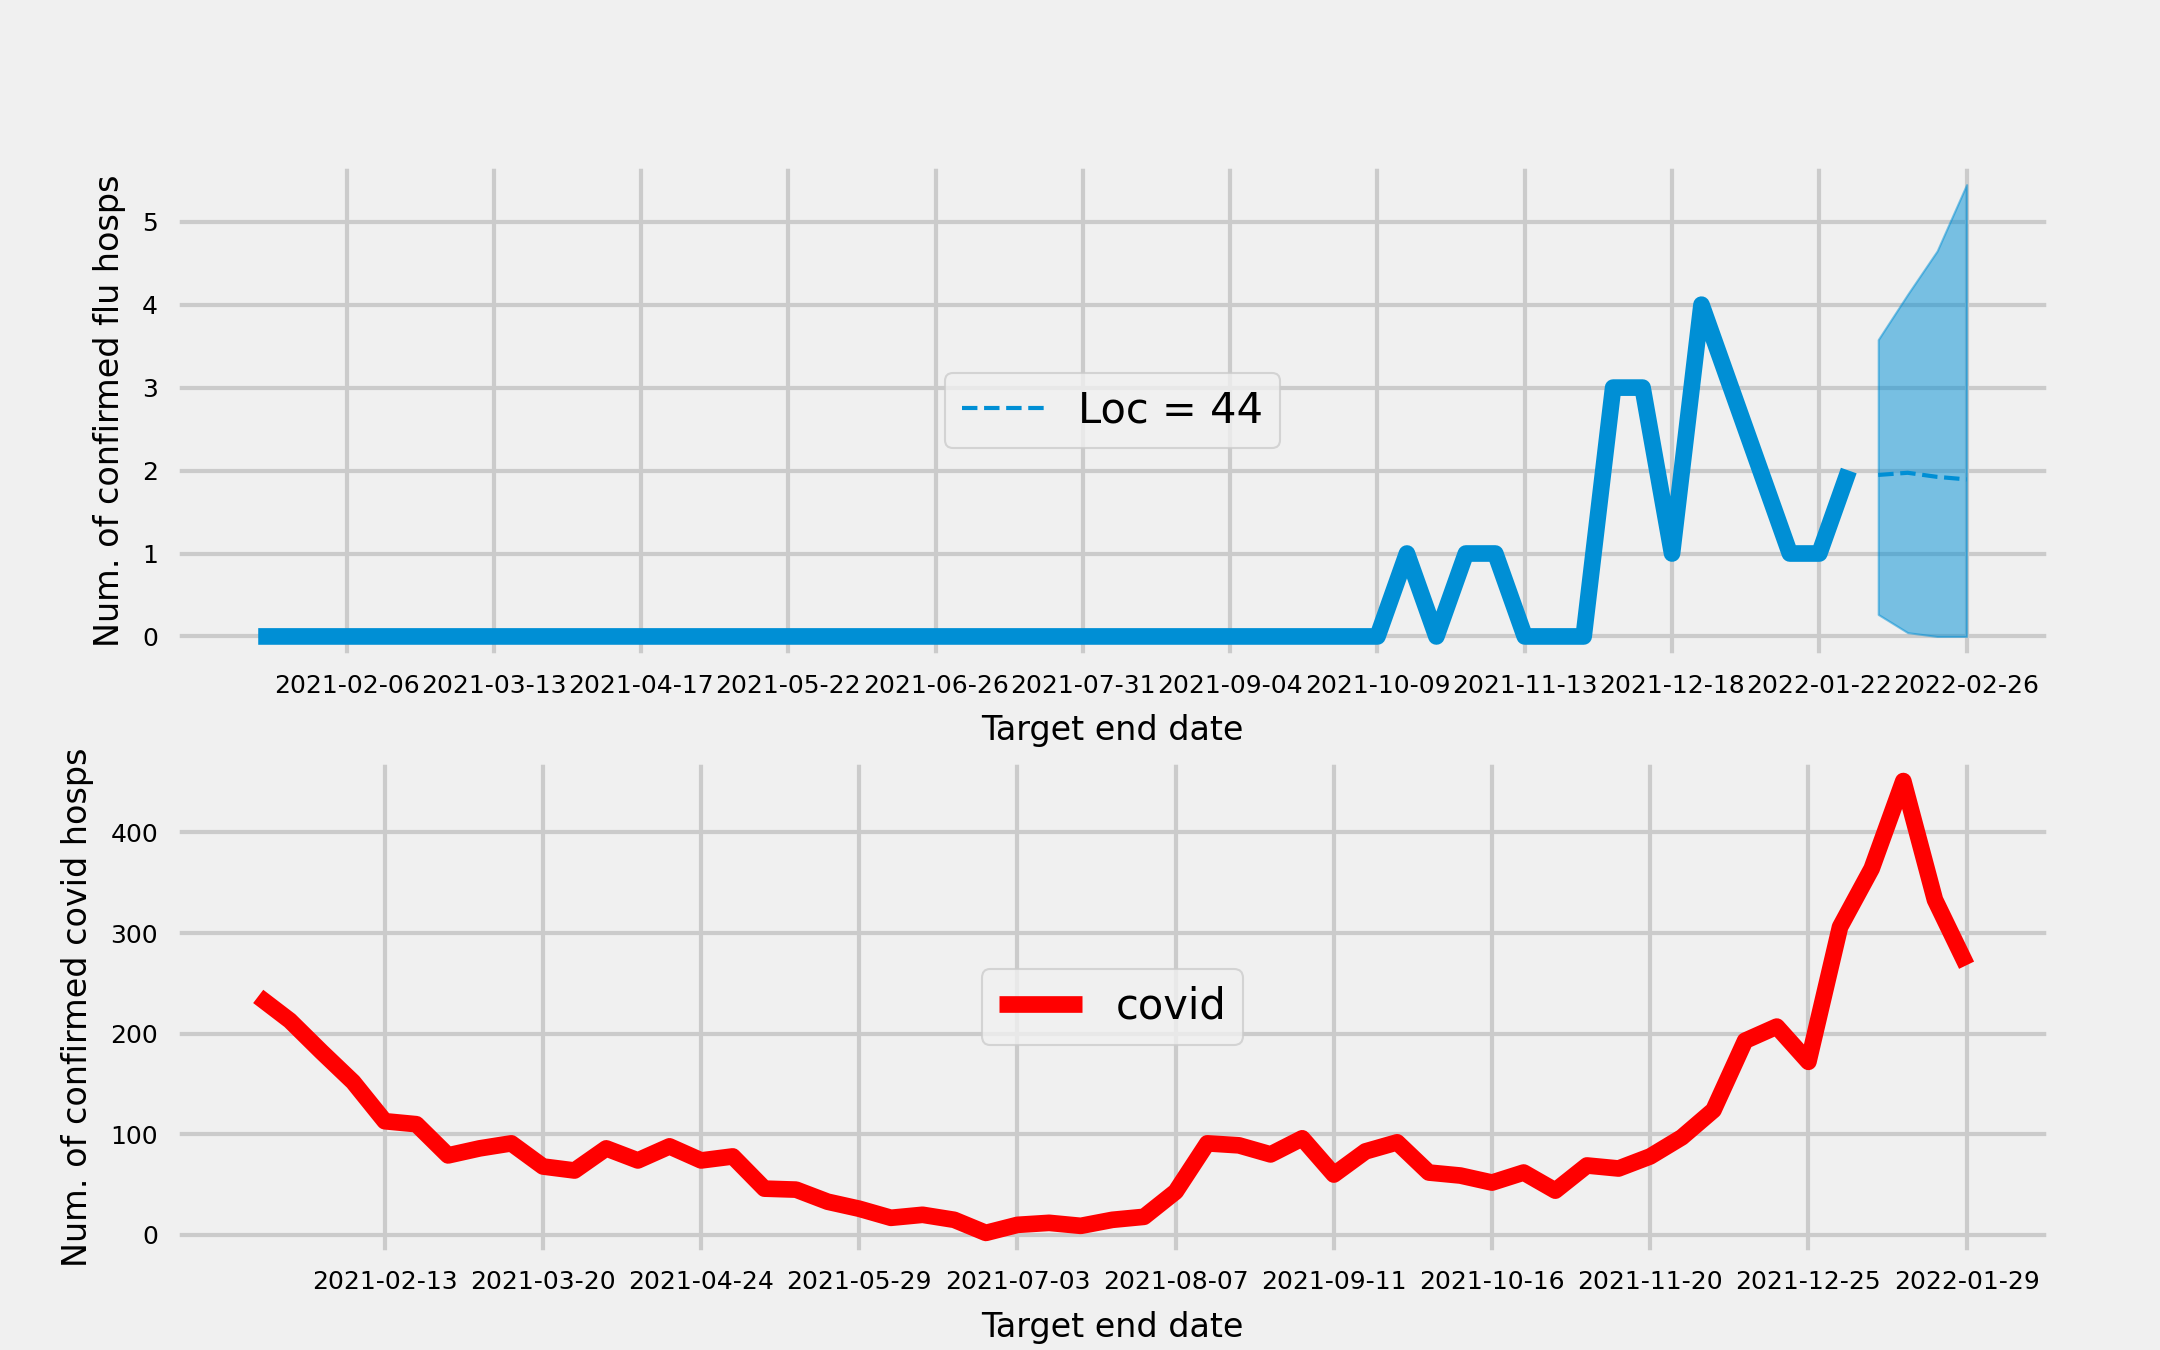 Num. of confirmed flu hosps
5
4
3
2
1
0
Loc = 44
2021-02-06 2021-03-13 2021-04-17 2021-05-22 2021-06-26 2021-07-31 2021-09-04 2021-10-09 2021-11-13 2021-12-18 2022-01-22 2022-02-26
Target end date
Num. of confirmed covid hosps
400
300
200
100
0
covid
2021-02-13 2021-03-20 2021-04-24 2021-05-29 2021-07-03 2021-08-07 2021-09-11 2021-10-16 2021-11-20 2021-12-25 2022-01-29
Target end date